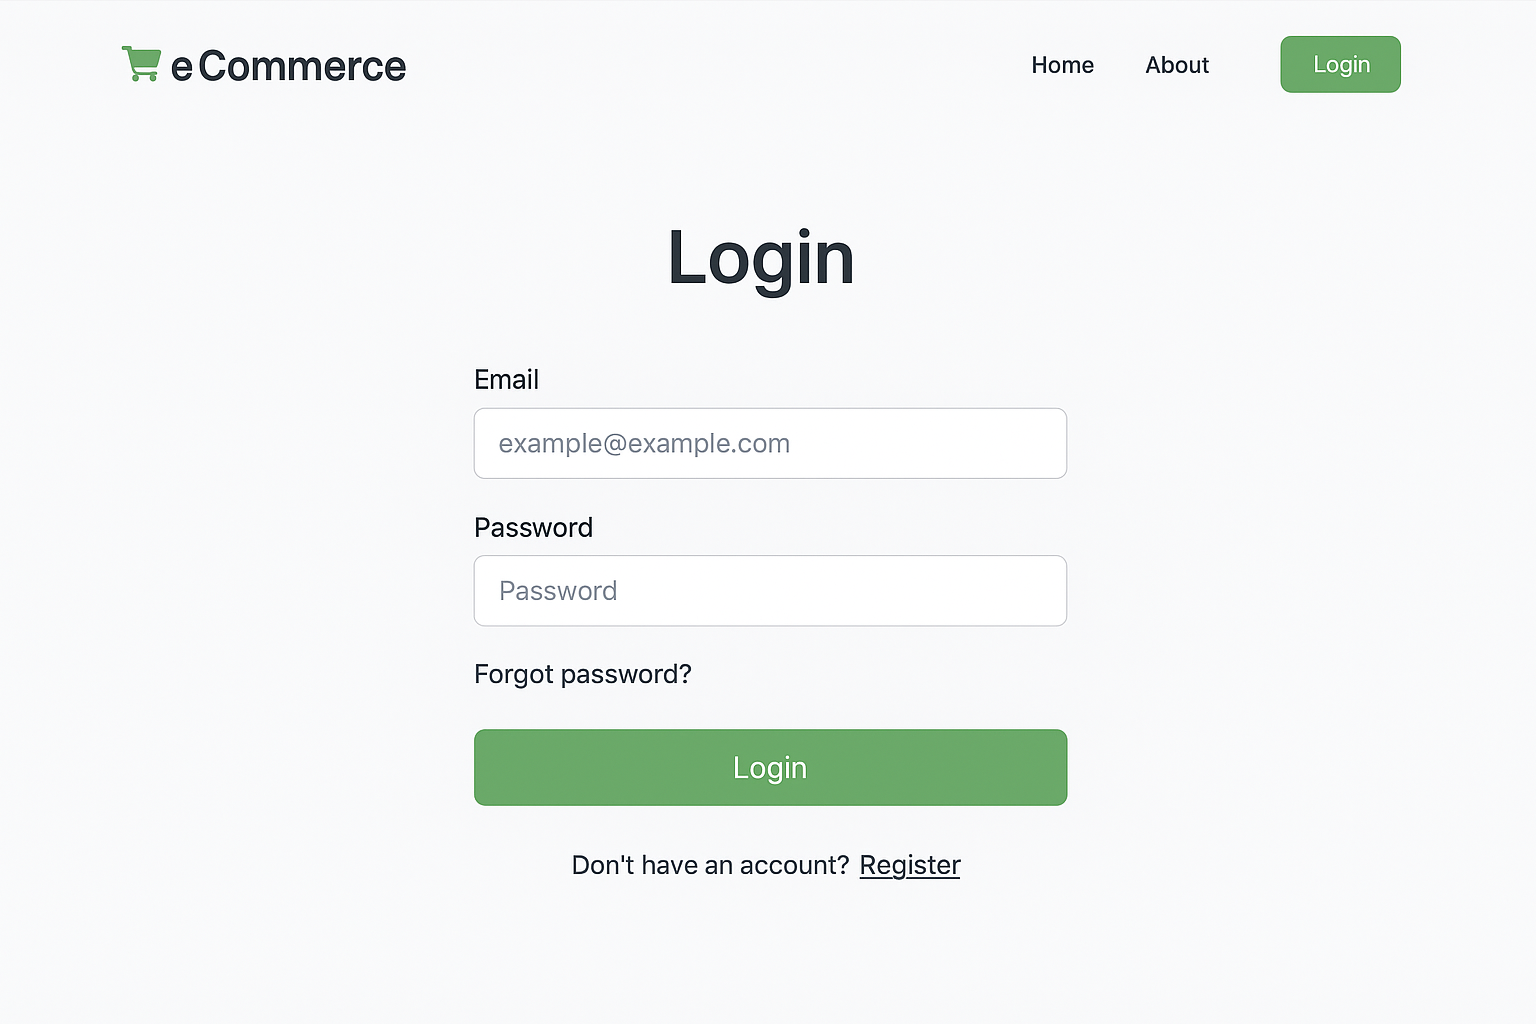 eCommerce
Home About Login
Login
Email
example@example.com
Password
Password
Forgot password?
Login
Don't have an account? Register